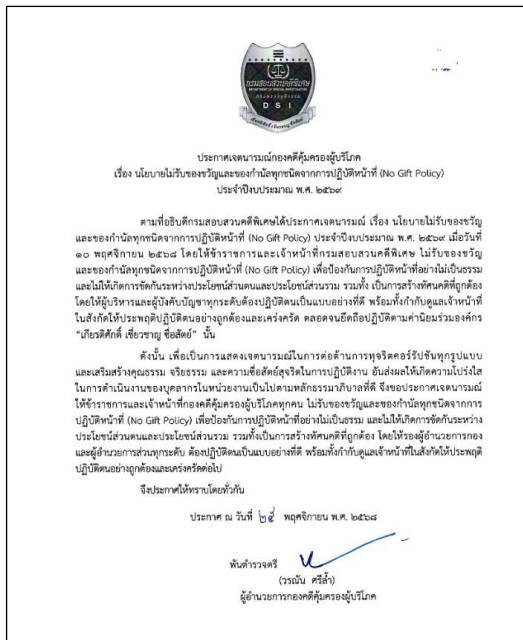 กรมสอบสวนคดีพิเศษ
DEPARTMENT OF SPECIAL INVESTIGATION
กระทรวงยุติธรรม
DSI
เกียรติศักดิ์ เชี่ยวชาญ ซื่อสัตย์
ประกาศเจตนารมณ์กองคดีคุ้มครองผู้บริโภค
เรื่อง นโยบายไม่รับของขวัญและของกำนัลทุกชนิดจากการปฏิบัติหน้าที่ (No Gift Policy)
ประจำปีงบประมาณ พ.ศ. ๒๕๖๙
ตามที่อธิบดีกรมสอบสวนคดีพิเศษได้ประกาศเจตนารมณ์ เรื่อง นโยบายไม่รับของขวัญ
และของกำนัลทุกชนิดจากการปฏิบัติหน้าที่ (No Gift Policy) ประจำปีงบประมาณ พ.ศ. ๒๕๖๙ เมื่อวันที่
๑๐ พฤศจิกายน ๒๕๖๘ โดยให้ข้าราชการและเจ้าหน้าที่กรมสอบสวนคดีพิเศษ ไม่รับของขวัญ
และของกำนัลทุกชนิดจากการปฏิบัติหน้าที่ (No Gift Policy) เพื่อป้องกันการปฏิบัติหน้าที่อย่างไม่เป็นธรรม
และไม่ให้เกิดการขัดกันระหว่างประโยชน์ส่วนตนและประโยชน์ส่วนรวม รวมทั้ง เป็นการสร้างทัศนคติที่ถูกต้อง
โดยให้ผู้บริหารและผู้บังคับบัญชาทุกระดับต้องปฏิบัติตนเป็นแบบอย่างที่ดี พร้อมทั้งกำกับดูแลเจ้าหน้าที่
ในสังกัดให้ประพฤติปฏิบัติตนอย่างถูกต้องและเคร่งครัด ตลอดจนยึดถือปฏิบัติตามค่านิยมร่วมองค์กร
“เกียรติศักดิ์ เชี่ยวชาญ ซื่อสัตย์” นั้น
ดังนั้น เพื่อเป็นการแสดงเจตนารมณ์ในการต่อต้านการทุจริตคอร์รัปชันทุกรูปแบบ
และเสริมสร้างคุณธรรม จริยธรรม และความซื่อสัตย์สุจริตในการปฏิบัติงาน อันส่งผลให้เกิดความโปร่งใส
ในการดำเนินงานของบุคลากรในหน่วยงานเป็นไปตามหลักธรรมาภิบาลที่ดี จึงขอประกาศเจตนารมณ์
ให้ข้าราชการและเจ้าหน้าที่กองคดีคุ้มครองผู้บริโภคทุกคน ไม่รับของขวัญและของกำนัลทุกชนิดจากการ
ปฏิบัติหน้าที่ (No Gift Policy) เพื่อป้องกันการปฏิบัติหน้าที่อย่างไม่เป็นธรรม และไม่ให้เกิดการขัดกันระหว่าง
ประโยชน์ส่วนตนและประโยชน์ส่วนรวม รวมทั้งเป็นการสร้างทัศนคติที่ถูกต้อง โดยให้รองผู้อำนวยการกอง
และผู้อำนวยการส่วนทุกระดับ ต้องปฏิบัติตนเป็นแบบอย่างที่ดี พร้อมทั้งกำกับดูแลเจ้าหน้าที่ในสังกัดให้ประพฤติ
ปฏิบัติตนอย่างถูกต้องและเคร่งครัดต่อไป
จึงประกาศให้ทราบโดยทั่วกัน
ประกาศ ณ วันที่ ๒๕ พฤศจิกายน พ.ศ. ๒๕๖๘
พันตำรวจตรี
(วรณัน ศรีล้ำ)
ผู้อำนวยการกองคดีคุ้มครองผู้บริโภค